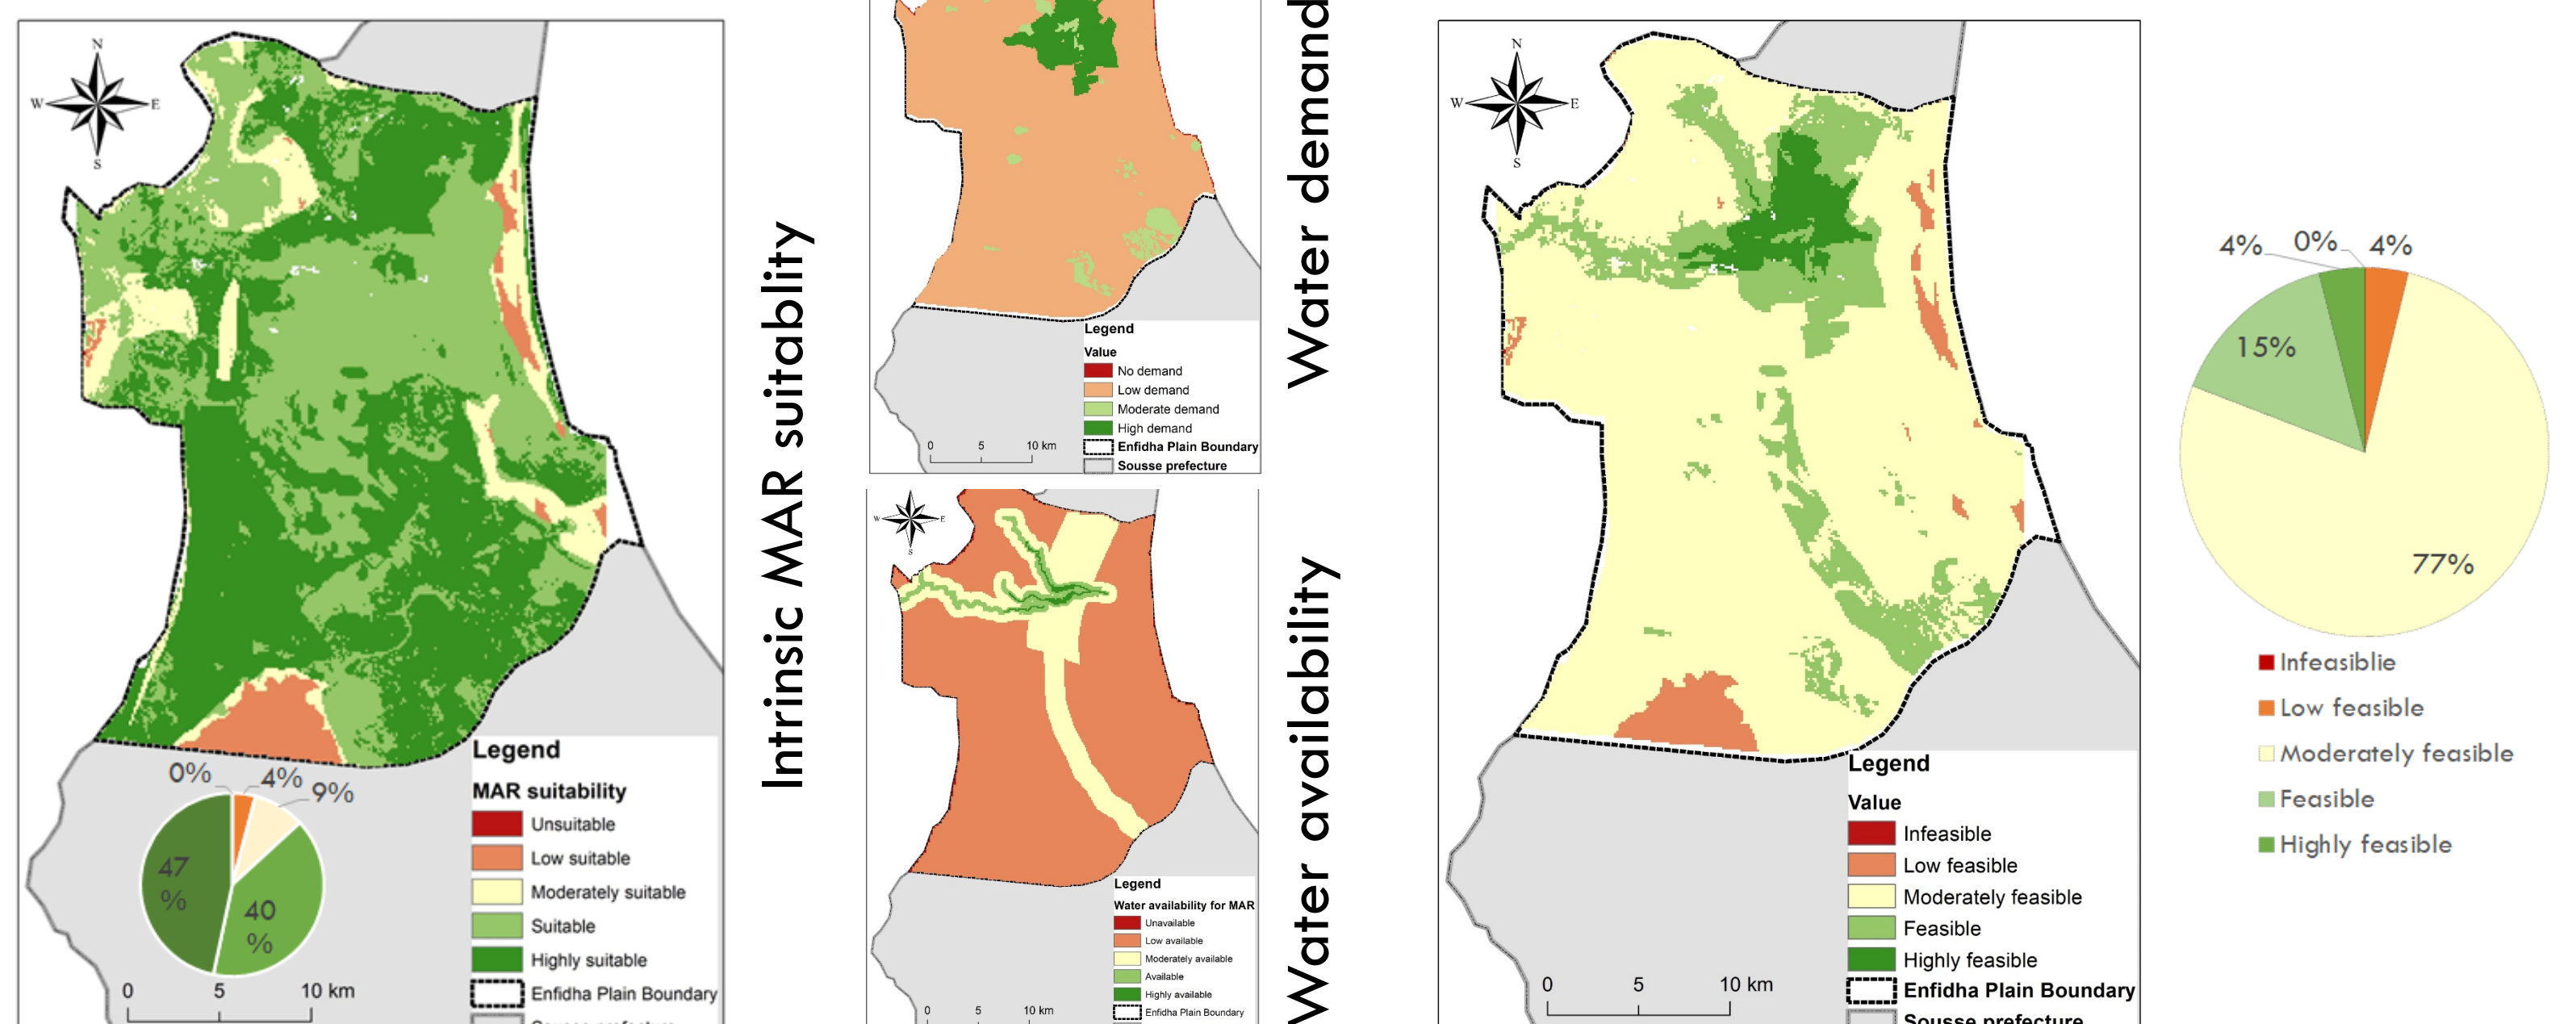 N
W
E
S
0%
4%
9%
47
%
40
%
0
5
10 km
Legend
MAR suitability
Unsuitable
Low suitable
Moderately suitable
Suitable
Highly suitable
Enfidha Plain Boundary
Sousse prefecture
Intrinsic MAR suitability
Legend
Value
No demand
Low demand
Moderate demand
High demand
Enfidha Plain Boundary
Sousse prefecture
0
5
10 km
Water demand
W
E
S
Legend
Water availability for MAR
Unavailable
Low available
Moderately available
Available
Highly available
Enfidha Plain Boundary
0
5
10 km
Water availability
N
W
E
S
Legend
Value
Infeasible
Low feasible
Moderately feasible
Feasible
Highly feasible
Enfidha Plain Boundary
Sousse prefecture
0
5
10 km
4%
0%
4%
15%
77%
Infeasiblie
Low feasible
Moderately feasible
Feasible
Highly feasible